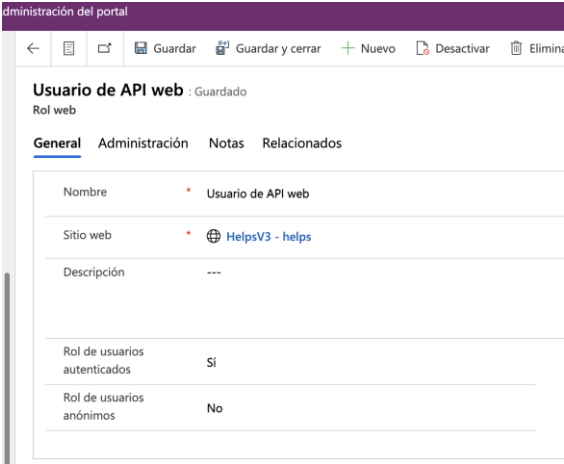 dministración del portal
Guardar Guardar y cerrar Nuevo Desactivar Elimina
Usuario de API web : Guardado
Rol web
General Administración Notas Relacionados
Nombre * Usuario de API web
Sitio web * HelpsV3 - helps
Descripción ---
Rol de usuarios
autenticados Sí
Rol de usuarios
anónimos No